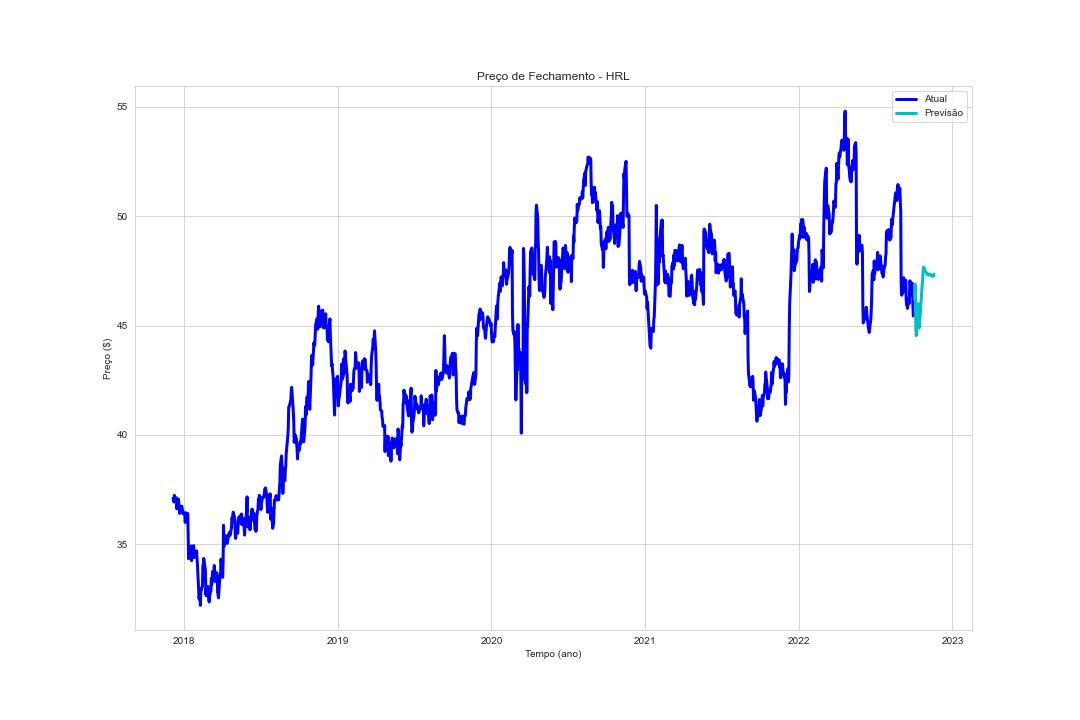 Preço de Fechamento - HRL
Atual
Previsão
55
50
45
40
35
Preço ($)
2018
2019
2020
2021
2022
2023
Tempo (ano)